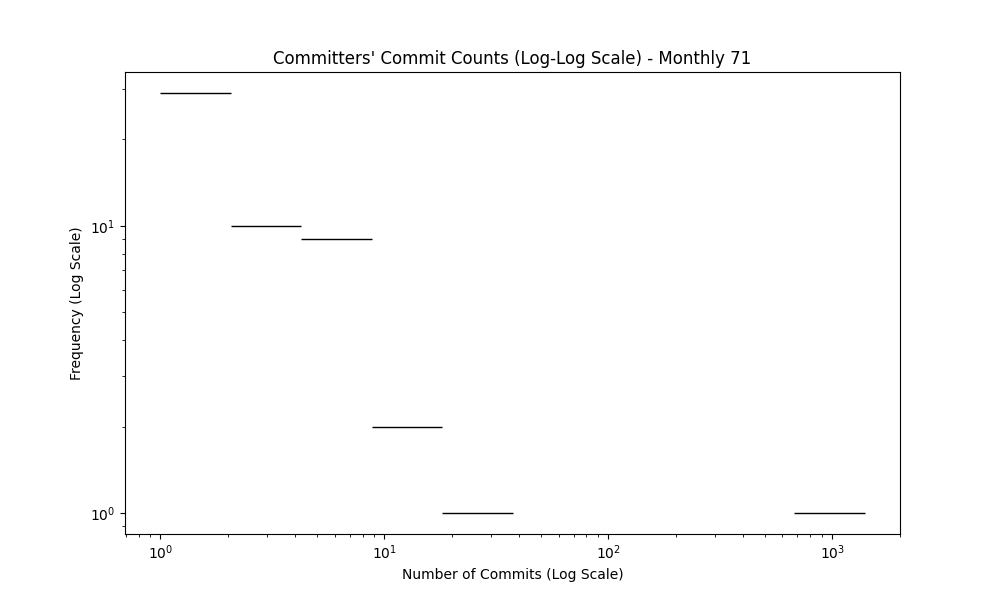 Committers' Commit Counts (Log-Log Scale) - Monthly 71
Frequency (Log Scale)
10¹
10⁰
10⁰ 10¹ 10² 10³
Number of Commits (Log Scale)